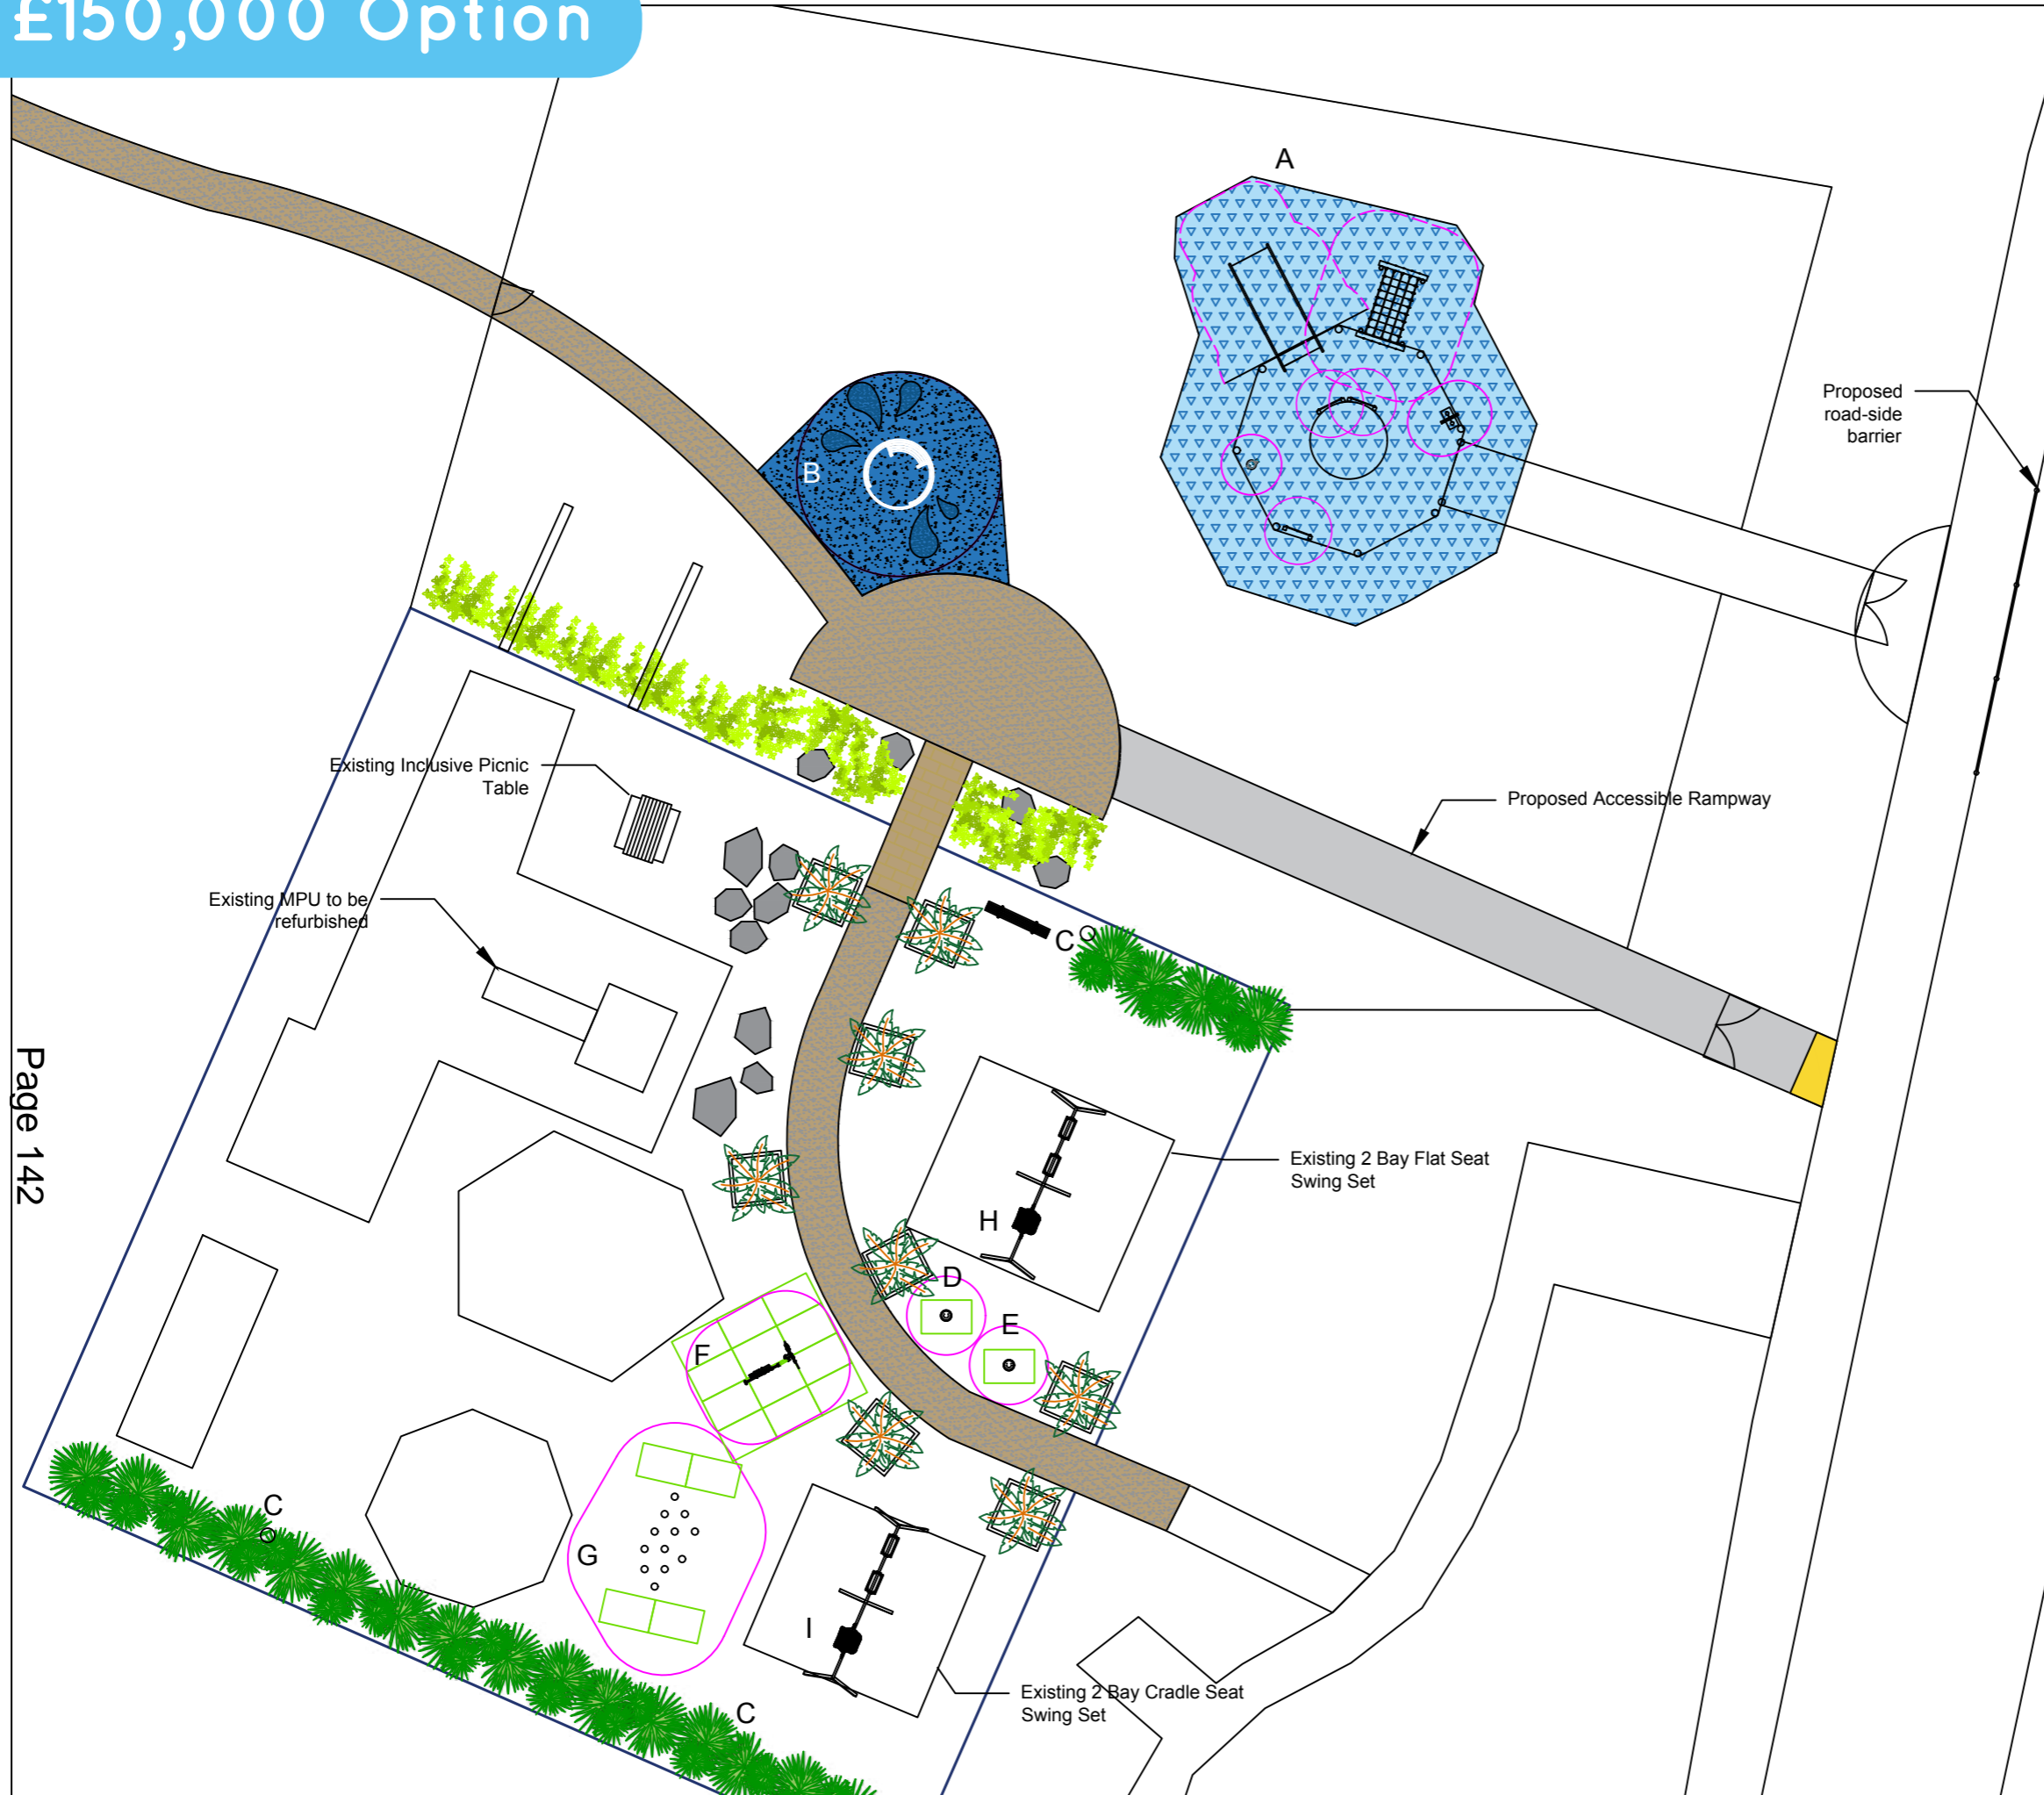 £150,000 Option
A
Proposed
road-side
barrier
B
Existing Inclusive Picnic
Table
Proposed Accessible Rampway
Existing MPU to be
refurbished
C
Page 142
Existing 2 Bay Flat Seat
Swing Set
H
D
E
F
C
G
I
Existing 2 Bay Cradle Seat
Swing Set
C